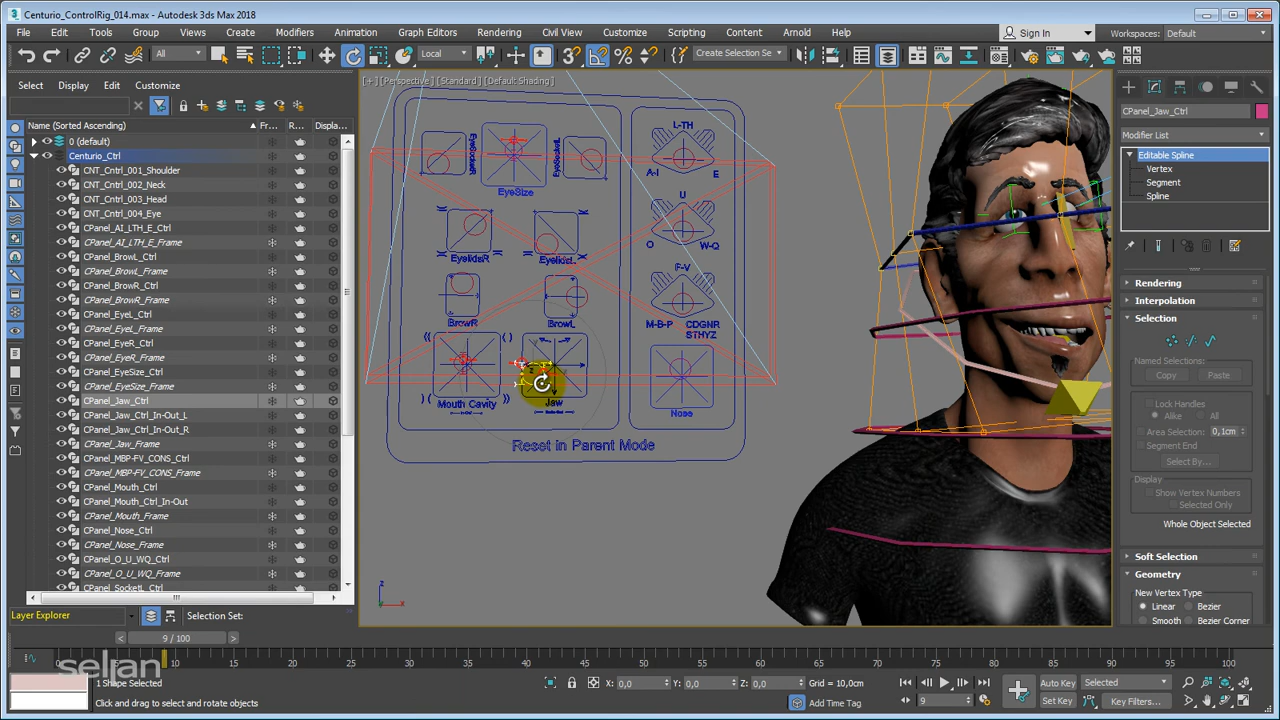 Centurio_ControlRig_014.max - Autodesk 3ds Max 2018
File Edit Tools Group Views Create Modifiers Animation Graph Editors Rendering Civil View Customize Scripting Content Arnold Help
Sign In
Workspaces: Default
All
Local
Create Selection Se
Select Display Edit Customize
Name (Sorted Ascending) Fr... R... Displa...
0 (default)
Centurio_Ctrl
CNT_Cntrl_001_Shoulder
CNT_Cntrl_002_Neck
CNT_Cntrl_003_Head
CNT_Cntrl_004_Eye
CPanel_AI_LTH_E_Ctrl
CPanel_AI_LTH_E_Frame
CPanel_BrowL_Ctrl
CPanel_BrowL_Frame
CPanel_BrowR_Ctrl
CPanel_BrowR_Frame
CPanel_EyeL_Ctrl
CPanel_EyeL_Frame
CPanel_EyeR_Ctrl
CPanel_EyeR_Frame
CPanel_EyeSize_Ctrl
CPanel_EyeSize_Frame
CPanel_Jaw_Ctrl
CPanel_Jaw_Ctrl_In-Out_L
CPanel_Jaw_Ctrl_In-Out_R
CPanel_Jaw_Frame
CPanel_MBP-FV_CONS_Ctrl
CPanel_MBP-FV_CONS_Frame
CPanel_Mouth_Ctrl
CPanel_Mouth_Ctrl_In-Out
CPanel_Mouth_Frame
CPanel_Nose_Ctrl
CPanel_Nose_Frame
CPanel_O_U_WQ_Ctrl
CPanel_O_U_WQ_Frame
CPanel_SocketL_Ctrl
Layer Explorer
Selection Set:
[+] [Perspective] [Standard] [Default Shading]
EyeSocketR
EyeSize
EyelidsR
BrowR
BrowL
Mouth Cavity
Jaw
L-TH
A-I E
U
O W-Q
F-V
M-B-P CDGNR
STHYZ
Nose
Reset in Parent Mode
CPanel_Jaw_Ctrl
Modifier List
Editable Spline
Vertex
Segment
Spline
Rendering
Interpolation
Selection
Named Selections:
Copy Paste
Lock Handles
Alike All
Area Selection: 0,1cm
Segment End
Select By...
Display
Show Vertex Numbers
Selected Only
Whole Object Selected
Soft Selection
Geometry
New Vertex Type
Linear Bezier
Smooth Bezier Corner
9 / 100
0 5 10 15 20 25 30 35 40 45 50 55 60 65 70 75 80 85 90 95 100
seljan
1 Shape Selected
Click and drag to select and rotate objects
X: 0,0 Y: 0,0 Z: 0,0 Grid = 10,0cm
Add Time Tag
9
Auto Key Selected
Set Key Key Filters...